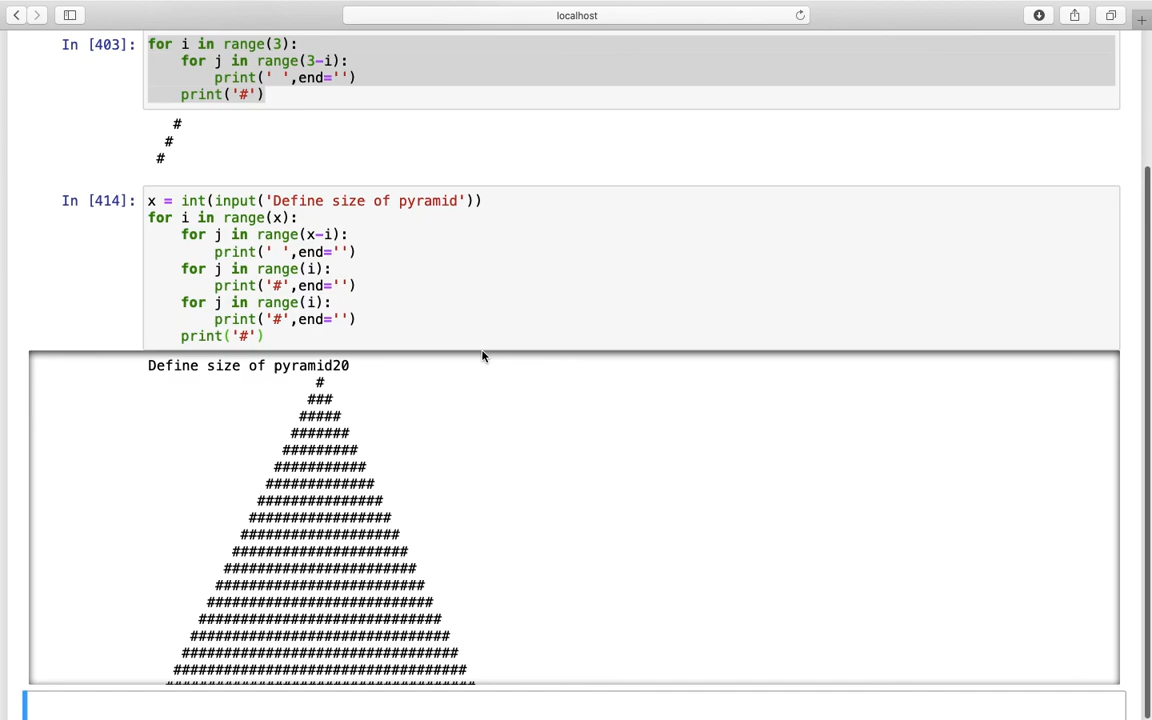 localhost
In [403]: for i in range(3):
    for j in range(3-i):
        print(' ',end='')
    print('#')
   #
  #
 #
In [414]: x = int(input('Define size of pyramid'))
for i in range(x):
    for j in range(x-i):
        print(' ',end='')
    for j in range(i):
        print('#',end='')
    for j in range(i):
        print('#',end='')
    print('#')
Define size of pyramid20
                    #
                   ###
                  #####
                 #######
                #########
               ###########
              #############
             ###############
            #################
           ###################
          #####################
         #######################
        #########################
       ###########################
      #############################
     ###############################
    #################################
   ###################################
  #####################################